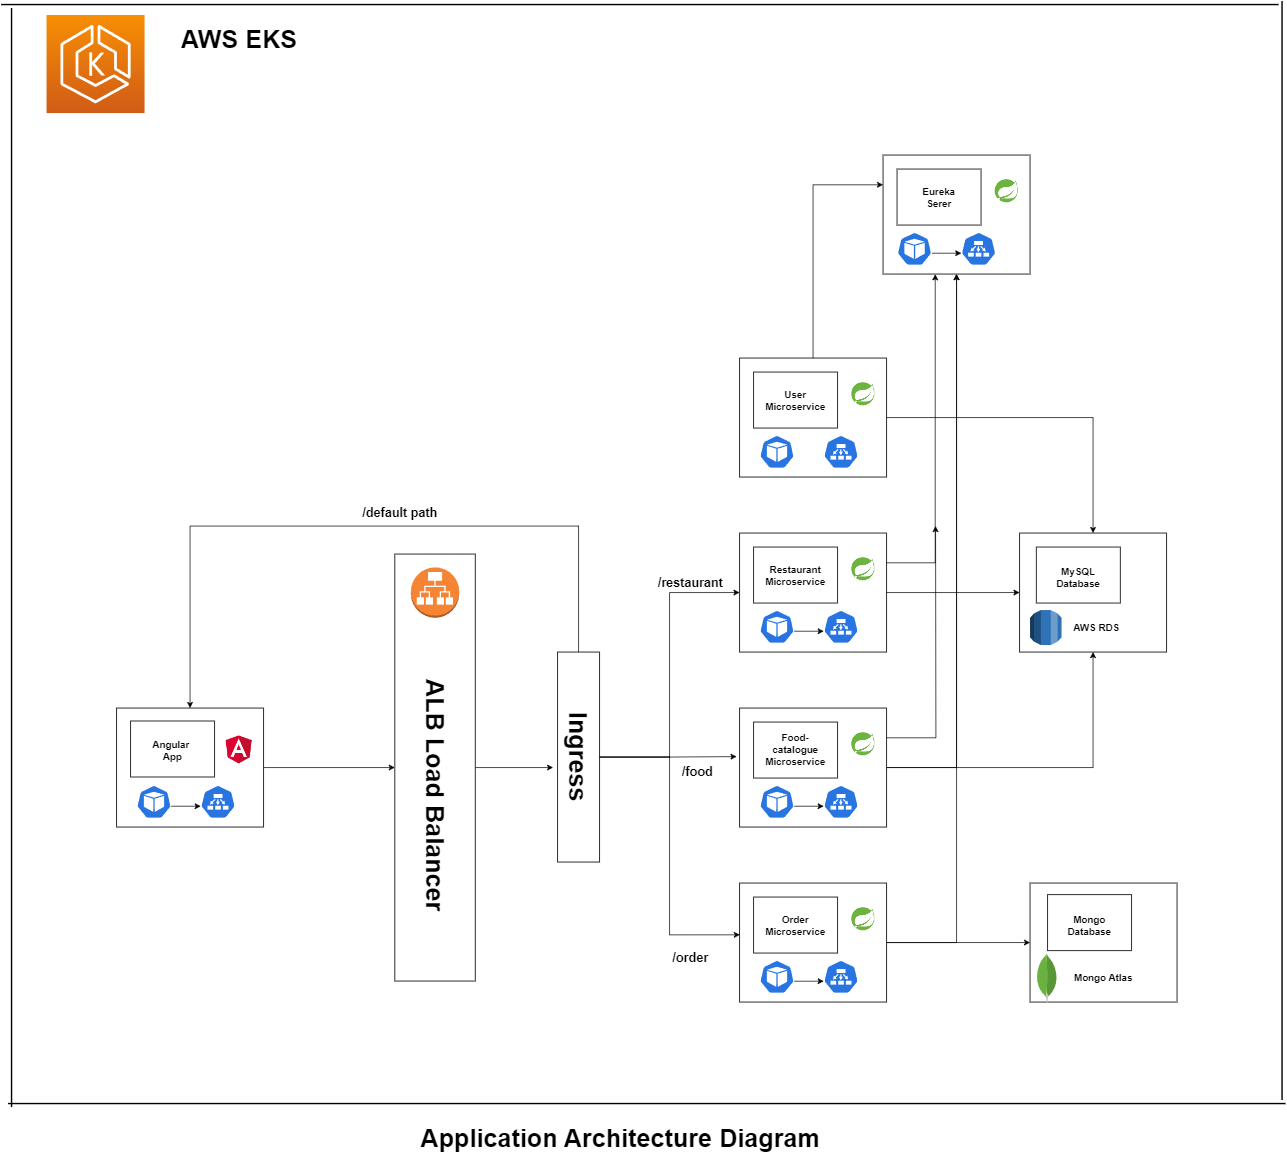 AWS EKS
K
Eureka
Serer
User
Microservice
/default path
Restaurant
Microservice
/restaurant
MySQL
Database
AWS RDS
ALB Load Balancer
Ingress
Angular
App
A
Food-
catalogue
Microservice
/food
Order
Microservice
/order
Mongo
Database
Mongo Atlas
Application Architecture Diagram